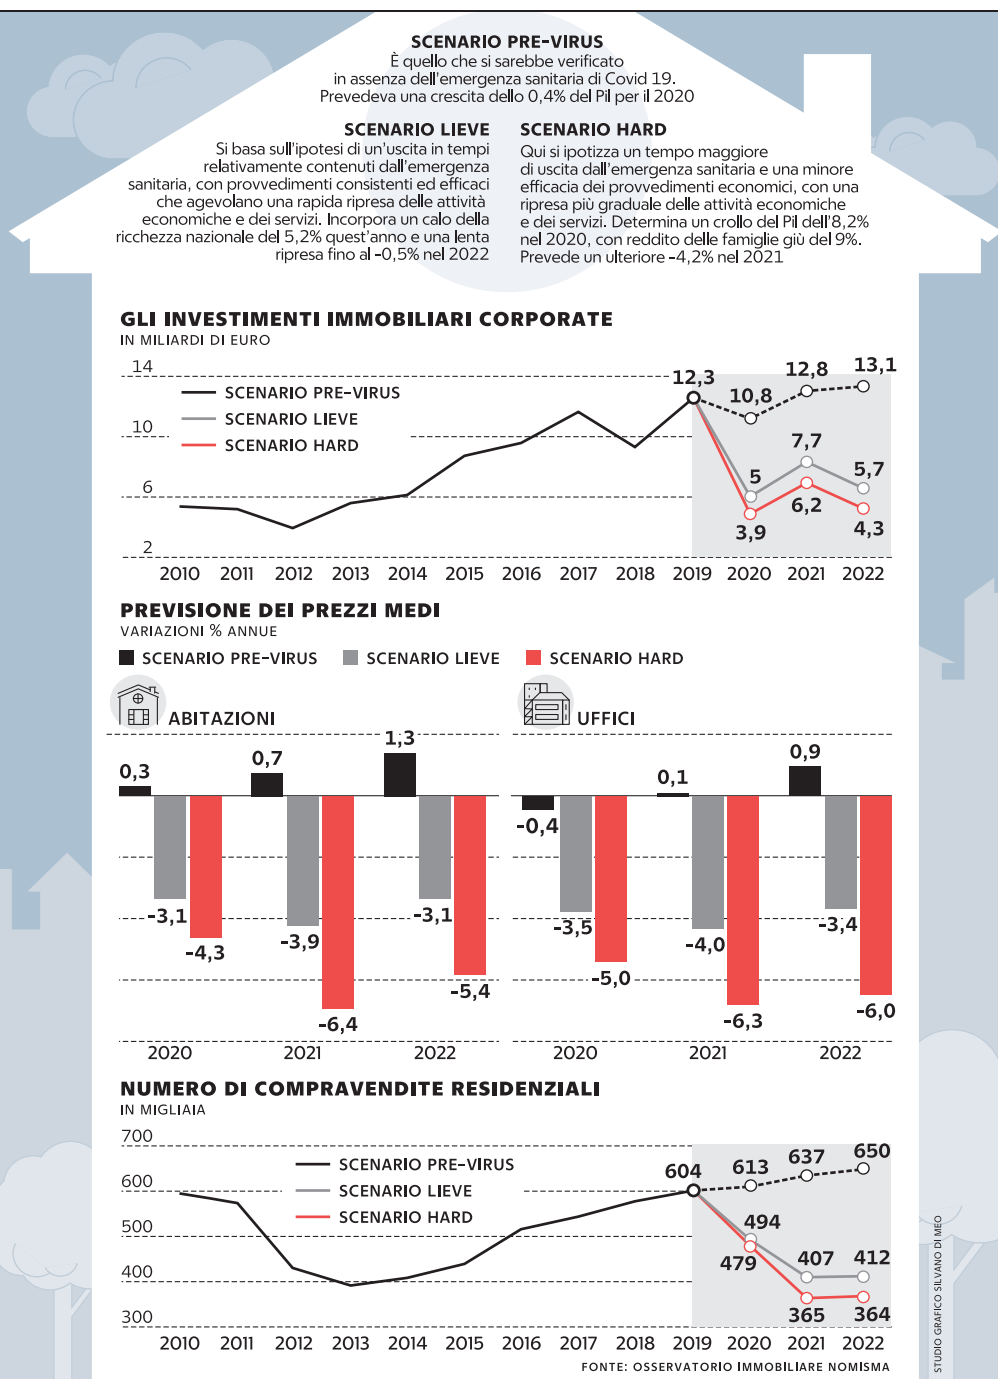 SCENARIO PRE-VIRUS
È quello che si sarebbe verificato
in assenza dell'emergenza sanitaria di Covid 19.
Prevedeva una crescita dello 0,4% del Pil per il 2020
SCENARIO LIEVE
Si basa sull'ipotesi di un'uscita in tempi
relativamente contenuti dall'emergenza
sanitaria, con provvedimenti consistenti ed efficaci
che agevolano una rapida ripresa delle attività
economiche e dei servizi. Incorpora un calo della
ricchezza nazionale del 5,2% quest'anno e una lenta
ripresa fino al -0,5% nel 2022
SCENARIO HARD
Qui si ipotizza un tempo maggiore
di uscita dall'emergenza sanitaria e una minore
efficacia dei provvedimenti economici, con una
ripresa più graduale delle attività economiche
e dei servizi. Determina un crollo del Pil dell'8,2%
nel 2020, con reddito delle famiglie giù del 9%.
Prevede un ulteriore -4,2% nel 2021
GLI INVESTIMENTI IMMOBILIARI CORPORATE
IN MILIARDI DI EURO
14
10
6
2
SCENARIO PRE-VIRUS
SCENARIO LIEVE
SCENARIO HARD
12,3
10,8
12,8
13,1
5
7,7
5,7
3,9
6,2
4,3
2010 2011 2012 2013 2014 2015 2016 2017 2018 2019 2020 2021 2022
PREVISIONE DEI PREZZI MEDI
VARIAZIONI % ANNUE
SCENARIO PRE-VIRUS SCENARIO LIEVE SCENARIO HARD
ABITAZIONI
0,3
0,7
1,3
-3,1
-4,3
-3,9
-6,4
-3,1
-5,4
2020 2021 2022
UFFICI
-0,4
0,1
0,9
-3,5
-5,0
-4,0
-6,3
-3,4
-6,0
2020 2021 2022
NUMERO DI COMPRAVENDITE RESIDENZIALI
IN MIGLIAIA
700
600
500
400
300
SCENARIO PRE-VIRUS
SCENARIO LIEVE
SCENARIO HARD
604
613
637
650
494
407
412
479
365
364
2010 2011 2012 2013 2014 2015 2016 2017 2018 2019 2020 2021 2022
FONTE: OSSERVATORIO IMMOBILIARE NOMISMA
STUDIO GRAFICO SILVANO DI MEO